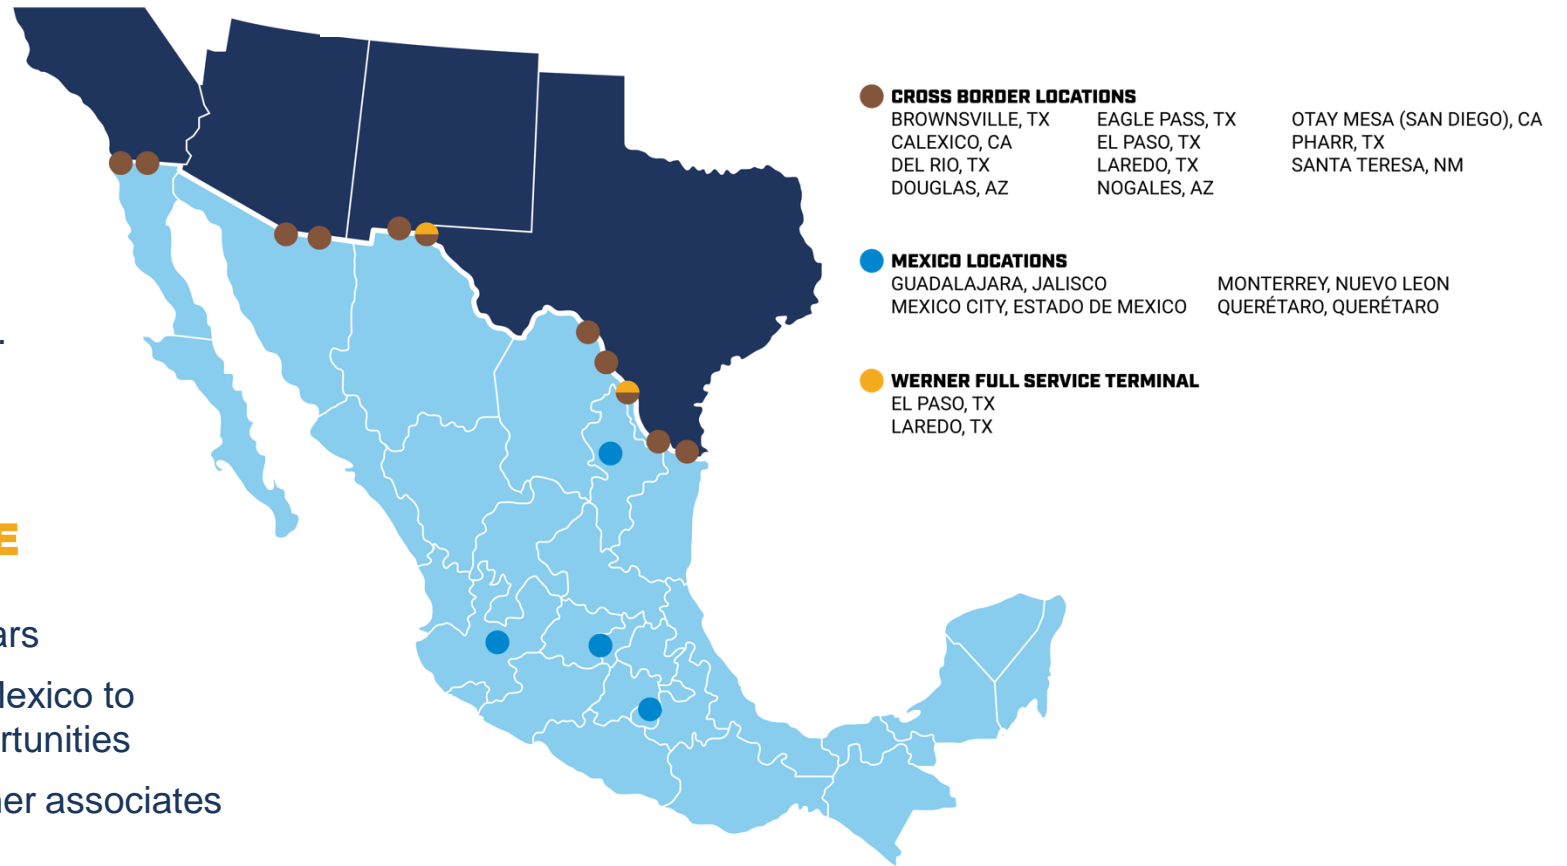 CROSS BORDER LOCATIONS
BROWNSVILLE, TX
CALEXICO, CA
DEL RIO, TX
DOUGLAS, AZ
EAGLE PASS, TX
EL PASO, TX
LAREDO, TX
NOGALES, AZ
OTAY MESA (SAN DIEGO), CA
PHARR, TX
SANTA TERESA, NM
MEXICO LOCATIONS
GUADALAJARA, JALISCO
MEXICO CITY, ESTADO DE MEXICO
MONTERREY, NUEVO LEON
QUERÉTARO, QUERÉTARO
WERNER FULL SERVICE TERMINAL
EL PASO, TX
LAREDO, TX
E
ars
exico to
rtunities
er associates